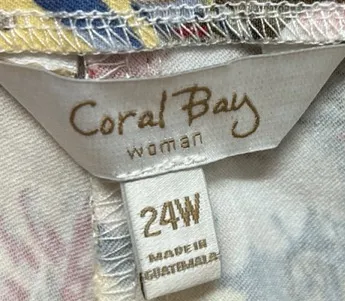 Coral Bay
woman
24W
MADE IN
GUATEMALA